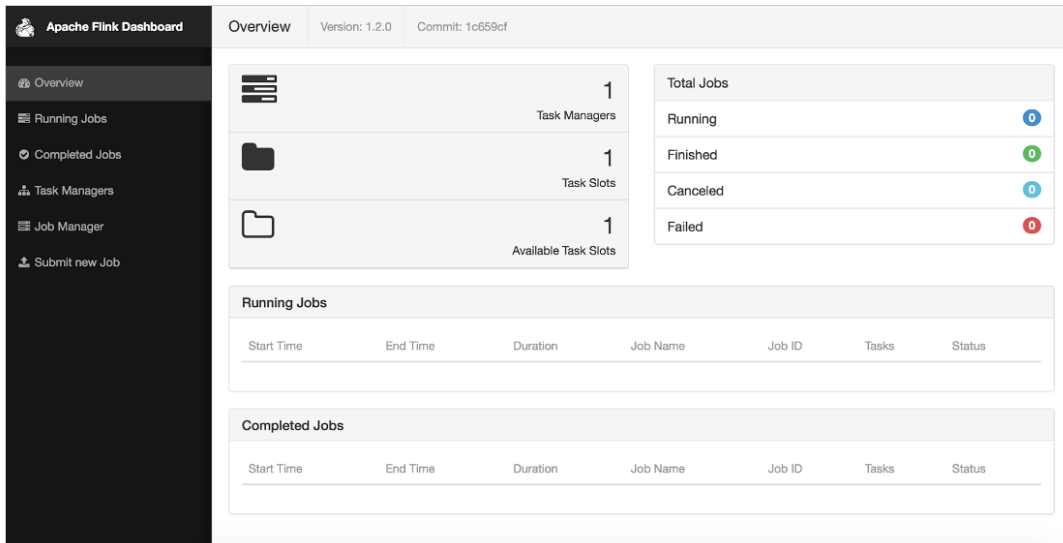 Apache Flink Dashboard
Overview
Version: 1.2.0
Commit: 1c659cf
Overview
Running Jobs
Completed Jobs
Task Managers
Job Manager
Submit new Job
1
Task Managers
1
Task Slots
1
Available Task Slots
Total Jobs
Running 0
Finished 0
Canceled 0
Failed 0
Running Jobs
Start Time End Time Duration Job Name Job ID Tasks Status
Completed Jobs
Start Time End Time Duration Job Name Job ID Tasks Status